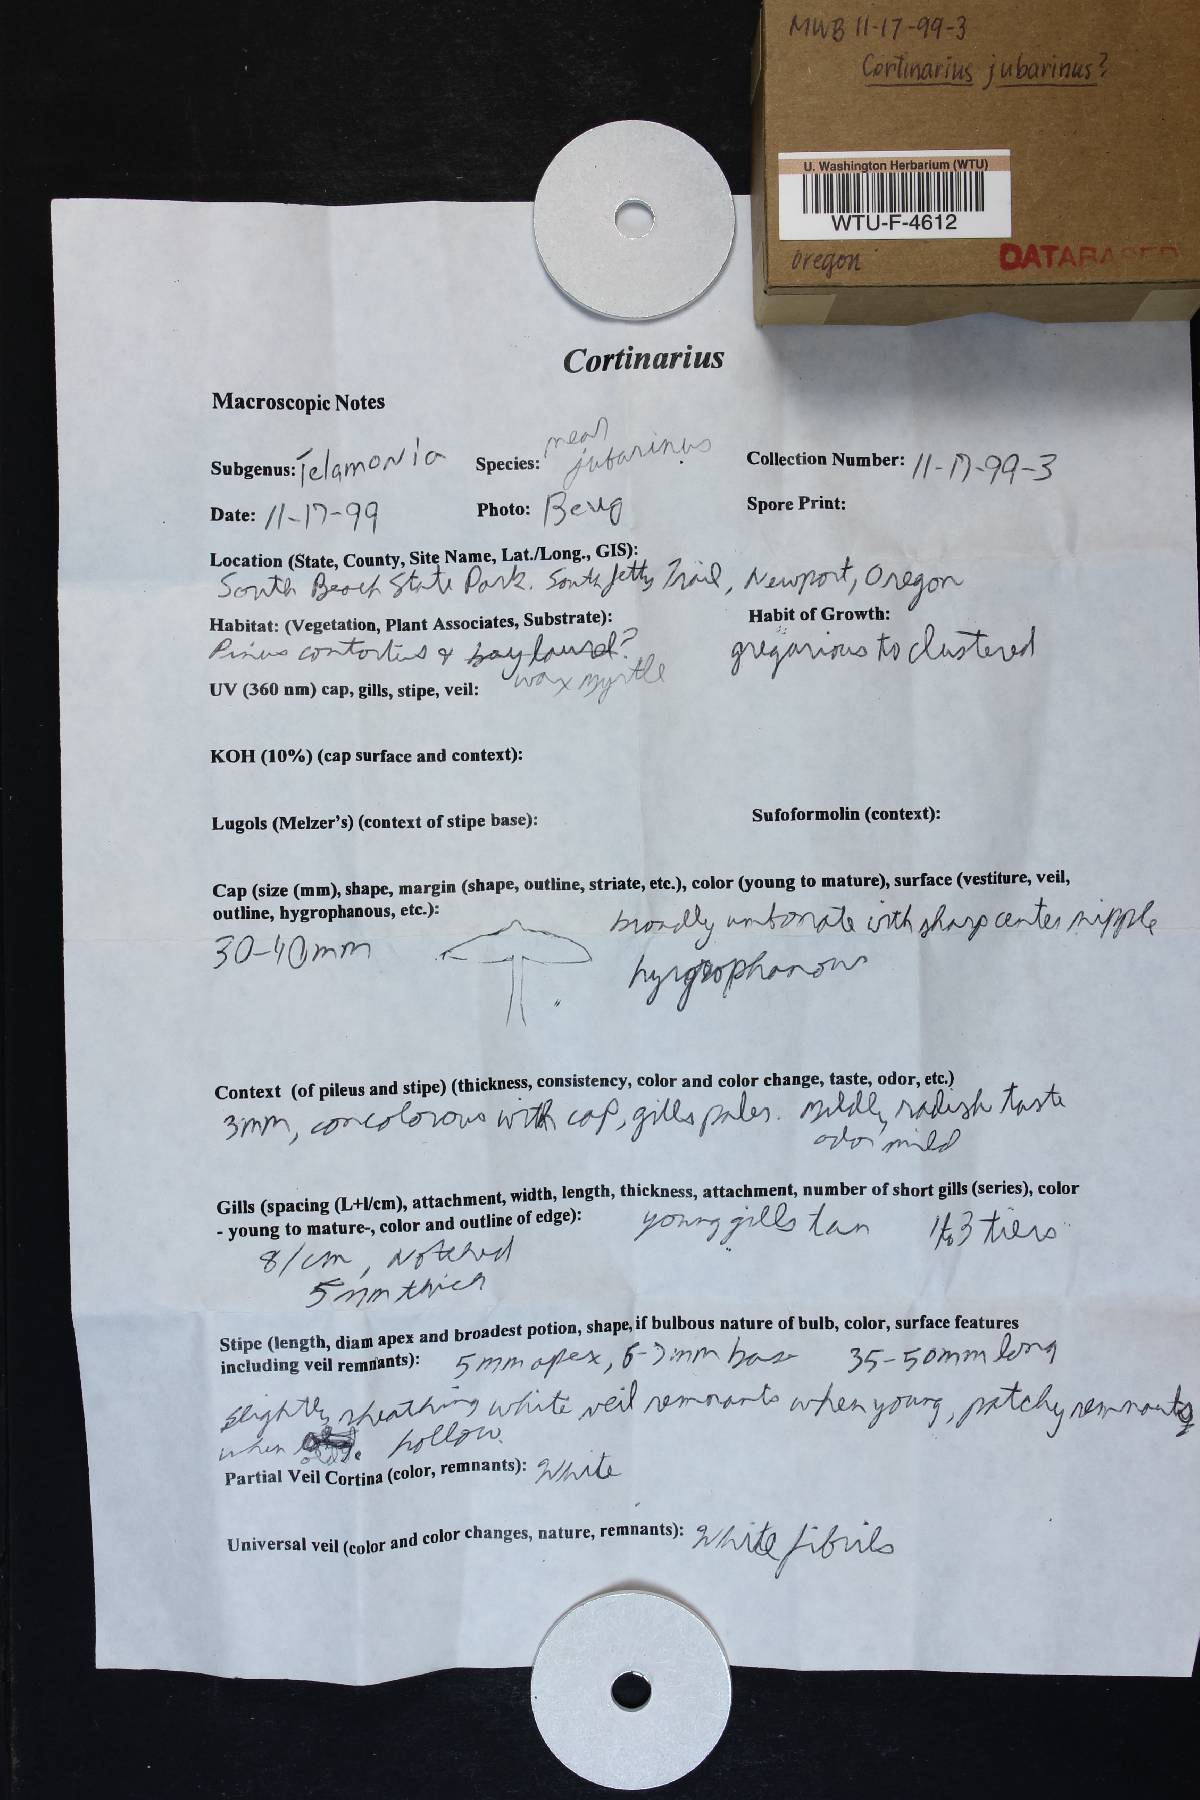 MWB 11-17-99-3
Cortinarius jubarinus?
U. Washington Herbarium (WTU)
WTU-F-4612
Oregon
DATABASED
Cortinarius
Macroscopic Notes
Subgenus: Telamonia Species: near jubarinus Collection Number: 11-17-99-3
Date: 11-17-99 Photo: Beug Spore Print:
Location (State, County, Site Name, Lat./Long., GIS):
South Beach State Park. South Jetty Trail, Newport, Oregon
Habitat: (Vegetation, Plant Associates, Substrate): Habit of Growth:
Pinus contortus & bay laurel? gregarious to clustered
wax myrtle
UV (360 nm) cap, gills, stipe, veil:
KOH (10%) (cap surface and context):
Lugols (Melzer's) (context of stipe base): Sufoformolin (context):
Cap (size (mm), shape, margin (shape, outline, striate, etc.), color (young to mature), surface (vestiture, veil,
outline, hygrophanous, etc.):
30-40mm broadly umbonate with sharp center nipple
hygrophanous
Context (of pileus and stipe) (thickness, consistency, color and color change, taste, odor, etc.)
3mm, concolorous with cap, gills paler. mildly radish taste
odor mild
Gills (spacing (L+l/cm), attachment, width, length, thickness, attachment, number of short gills (series), color
- young to mature-, color and outline of edge): young gills tan 1 to 3 tiers
8/cm, notched
5mm thick
Stipe (length, diam apex and broadest potion, shape, if bulbous nature of bulb, color, surface features
including veil remnants): 5mm apex, 6-7mm base 35-50mm long
slightly sheathing white veil remnants when young, patchy remnants
when hollow.
Partial Veil Cortina (color, remnants): White
Universal veil (color and color changes, nature, remnants): White fibrils